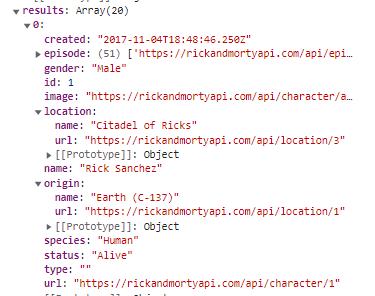 results: Array(20)
0:
created: "2017-11-04T18:48:46.250Z"
episode: (51) ['https://rickandmortyapi.com/api/epi…
gender: "Male"
id: 1
image: "https://rickandmortyapi.com/api/character/a…
location:
name: "Citadel of Ricks"
url: "https://rickandmortyapi.com/api/location/3"
[[Prototype]]: Object
name: "Rick Sanchez"
origin:
name: "Earth (C-137)"
url: "https://rickandmortyapi.com/api/location/1"
[[Prototype]]: Object
species: "Human"
status: "Alive"
type: ""
url: "https://rickandmortyapi.com/api/character/1"